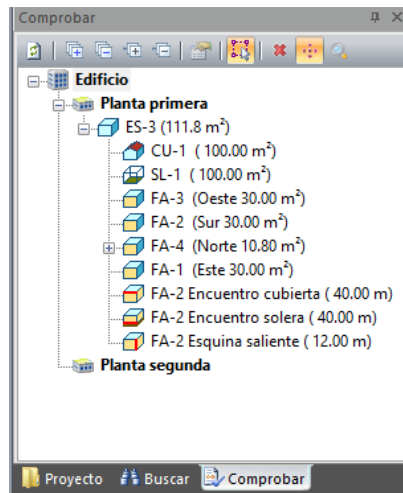 Comprobar
Edificio
Planta primera
ES-3 (111.8 m²)
CU-1 ( 100.00 m²)
SL-1 ( 100.00 m²)
FA-3 (Oeste 30.00 m²)
FA-2 (Sur 30.00 m²)
FA-4 (Norte 10.80 m²)
FA-1 (Este 30.00 m²)
FA-2 Encuentro cubierta ( 40.00 m)
FA-2 Encuentro solera ( 40.00 m)
FA-2 Esquina saliente ( 12.00 m)
Planta segunda
Proyecto Buscar Comprobar